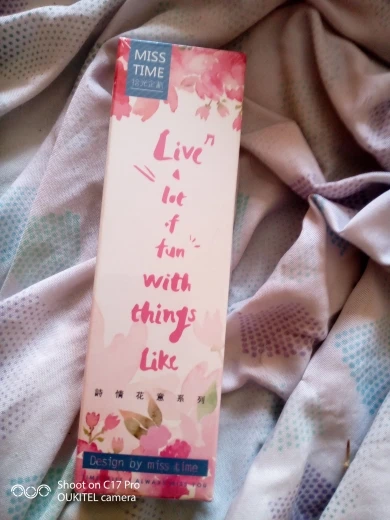 MISS
TIME
Live
a
lot
of
fun
with
things
like
詩 情 花 童 系 列
Design by miss time
Shoot on C17 Pro
OUKITEL camera